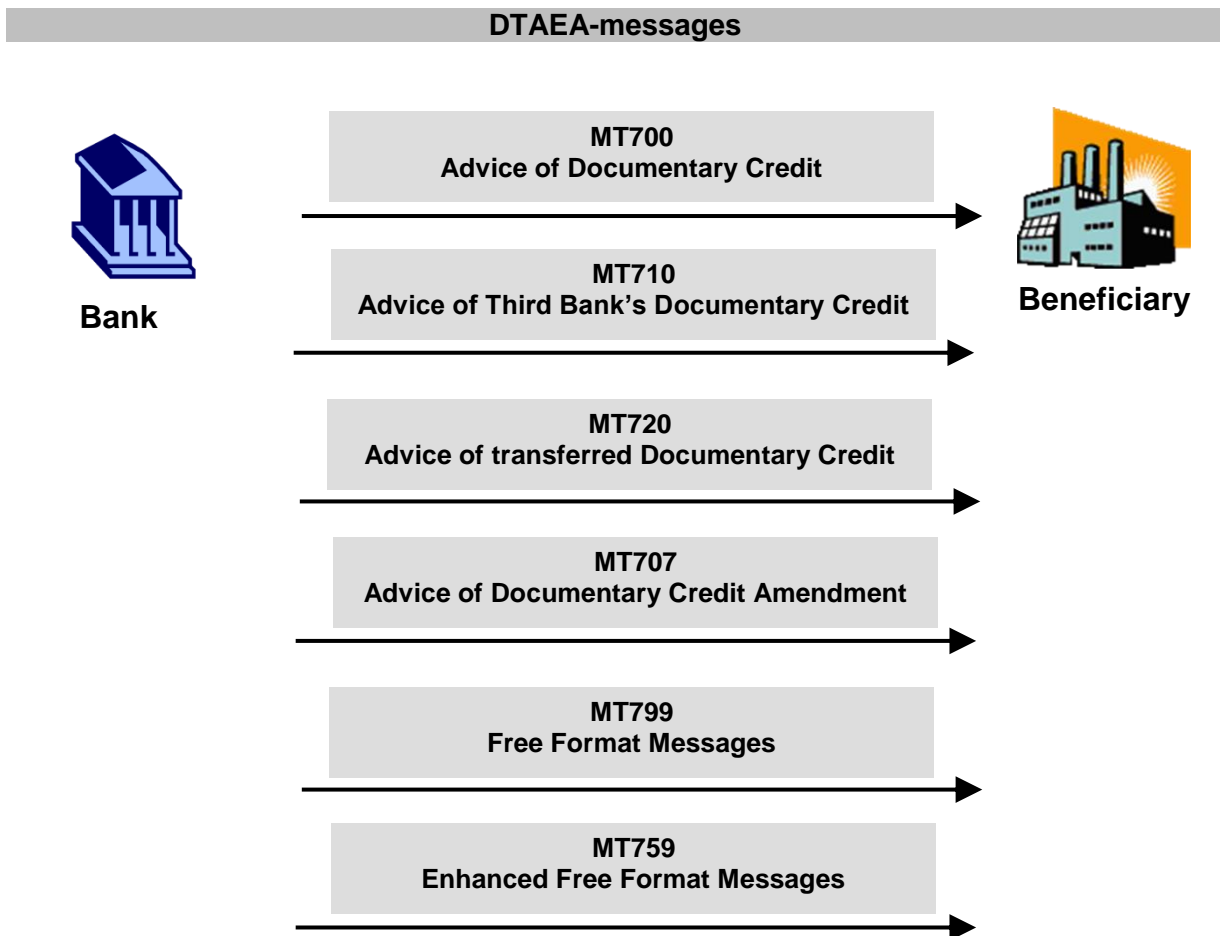 DTAEA-messages
MT700
Advice of Documentary Credit
Bank
Beneficiary
MT710
Advice of Third Bank’s Documentary Credit
MT720
Advice of transferred Documentary Credit
MT707
Advice of Documentary Credit Amendment
MT799
Free Format Messages
MT759
Enhanced Free Format Messages